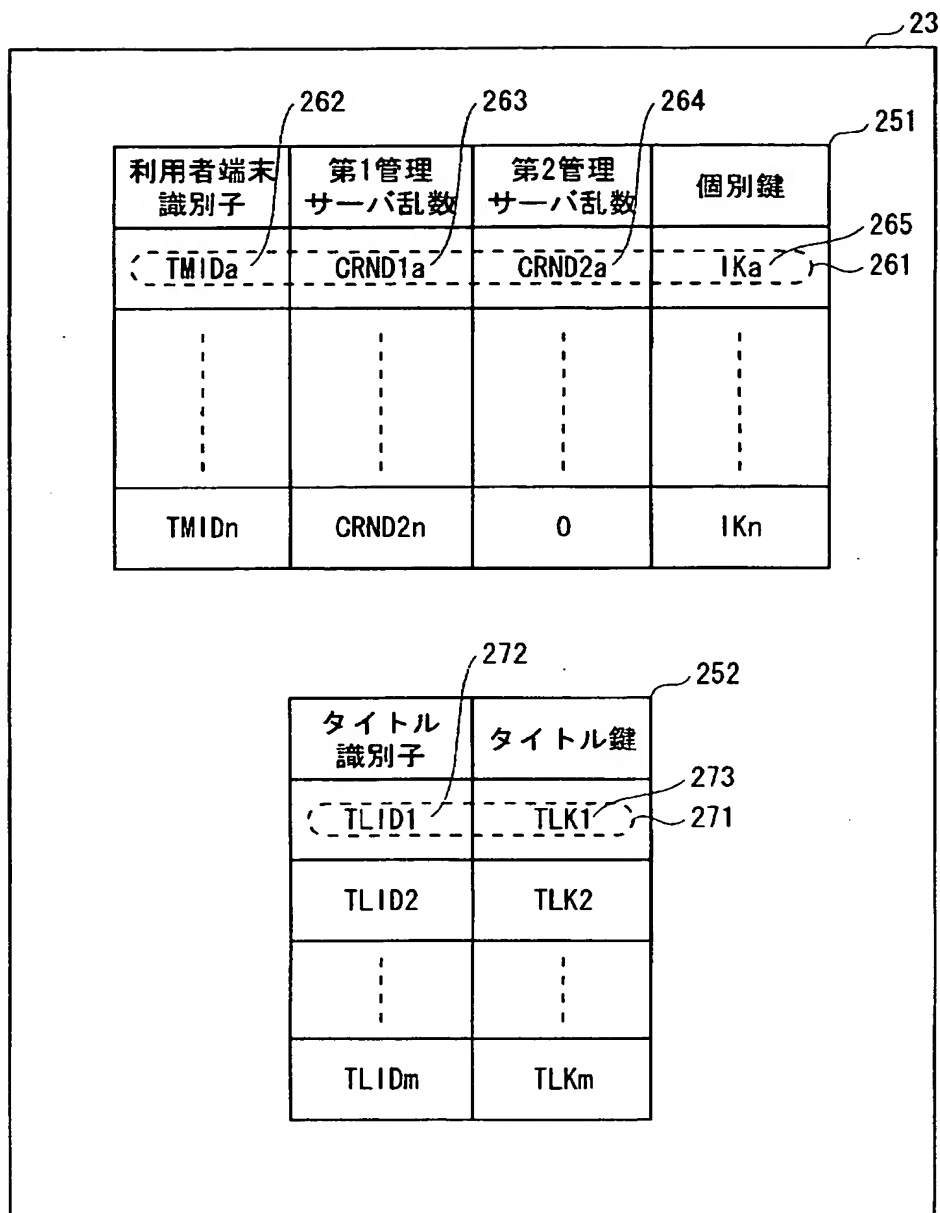 23
262
263
264
251
利用者端末
識別子
第1管理
サーバ乱数
第2管理
サーバ乱数
個別鍵
265
TMIDa
CRND1a
CRND2a
IKa
261
TMIDn
CRND2n
0
IKn
272
252
タイトル
識別子
タイトル鍵
273
TLID1
TLK1
271
TLID2
TLK2
TLIDm
TLKm